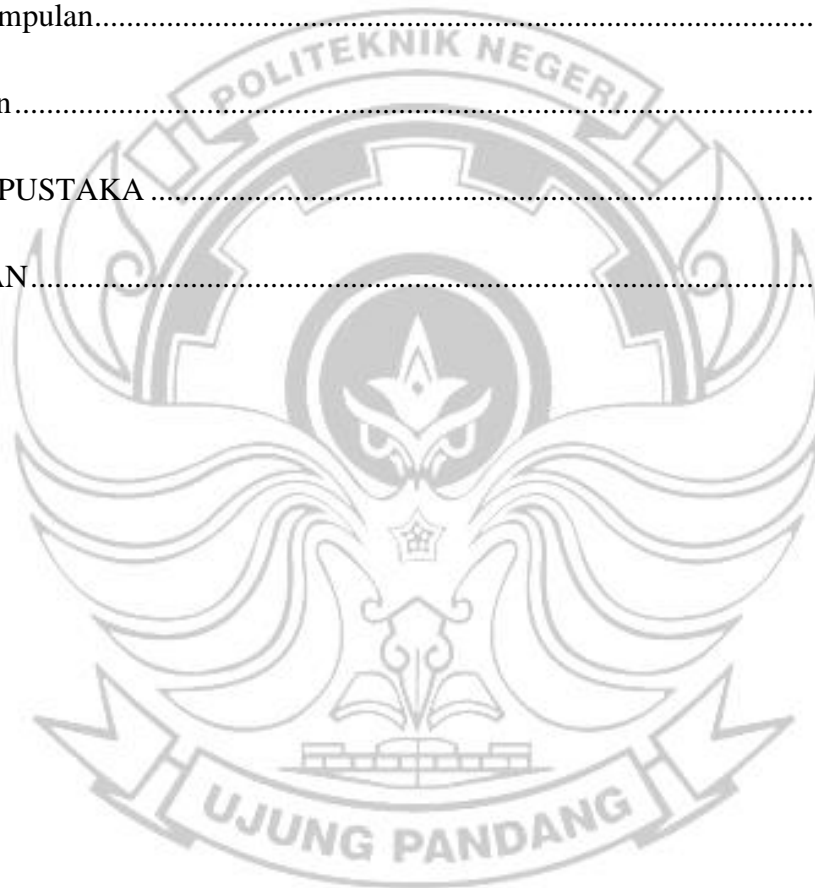 mpulan..........................................................................................
POLITEKNIK NEGERI
n....................................................................................................
PUSTAKA ...................................................................................
AN.................................................................................................
UJUNG PANDANG